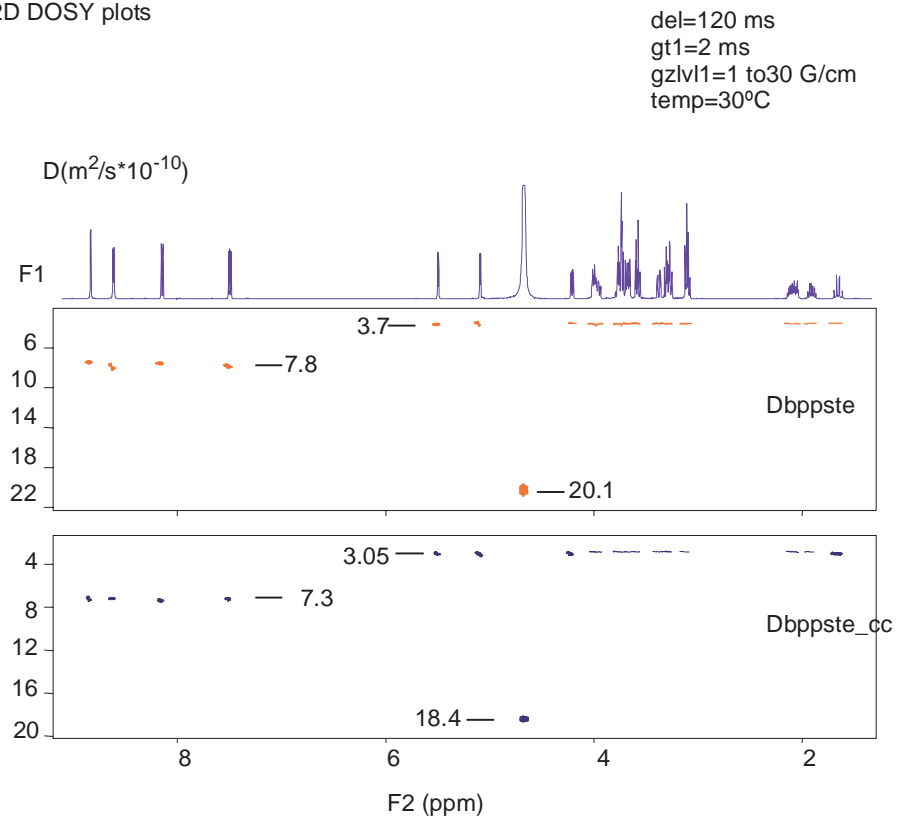 2D DOSY plots
del=120 ms
gt1=2 ms
gzlvl1=1 to30 G/cm
temp=30ºC
D(m²/s*10⁻¹⁰)
F1
3.7
6
7.8
10
Dbppste
14
18
22
20.1
3.05
4
7.3
8
Dbppste_cc
12
16
18.4
20
8 6 4 2
F2 (ppm)